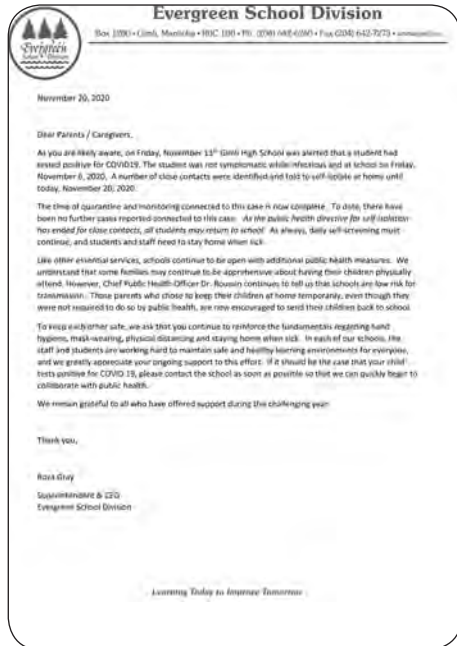 Evergreen School Division
Box 1200 • Gimli, Manitoba • R0C 1B0 • Ph. (204) 642-6260 • Fax (204) 642-7273 •
Evergreen
School Division
November 20, 2020
Dear Parents / Caregivers,
As you are likely aware, on Friday, November 13th Gimli High School was alerted that a student had
tested positive for COVID19. The student was not symptomatic while infectious and at school on Friday,
November 6, 2020. A number of close contacts were identified and told to self-isolate at home until
today, November 20, 2020.
The time of quarantine and monitoring connected to this case is now complete. To date, there have
been no further cases reported connected to this case. As the public health directive for self-isolation
has ended for close contacts, all students may return to school. As always, daily self-screening must
continue, and students and staff need to stay home when sick.
Like other essential services, schools continue to be open with additional public health measures. We
understand that some families may continue to be apprehensive about having their children physically
attend. However, Chief Public Health Officer Dr. Roussin continues to tell us that schools are low risk for
transmission. Those parents who chose to keep their children at home temporarily, even though they
were not required to do so by public health, are now encouraged to send their children back to school.
To keep each other safe, we ask that you continue to reinforce the fundamentals regarding hand
hygiene, mask-wearing, physical distancing and staying home when sick. In each of our schools, the
staff and students are working hard to maintain safe and healthy learning environments for everyone,
and we greatly appreciate your ongoing support to this effort. If it should be the case that your child
tests positive for COVID 19, please contact the school as soon as possible so that we can quickly begin to
collaborate with public health.
We remain grateful to all who have offered support during this challenging year.
Thank you,
Roza Gray
Superintendent & CEO
Evergreen School Division
Learning Today to Improve Tomorrow